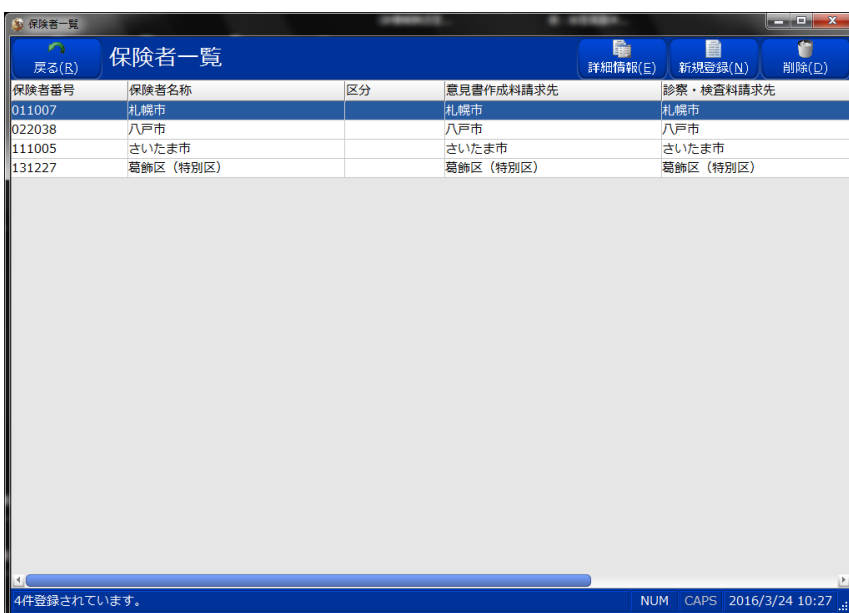 保険者一覧
戻る(R)
保険者一覧
詳細情報(E)
新規登録(N)
削除(D)
保険者番号 保険者名称 区分 意見書作成料請求先 診察・検査料請求先
011007 札幌市 札幌市 札幌市
022038 八戸市 八戸市 八戸市
111005 さいたま市 さいたま市 さいたま市
131227 葛飾区（特別区） 葛飾区（特別区） 葛飾区（特別区）
4件登録されています。 NUM CAPS 2016/3/24 10:27